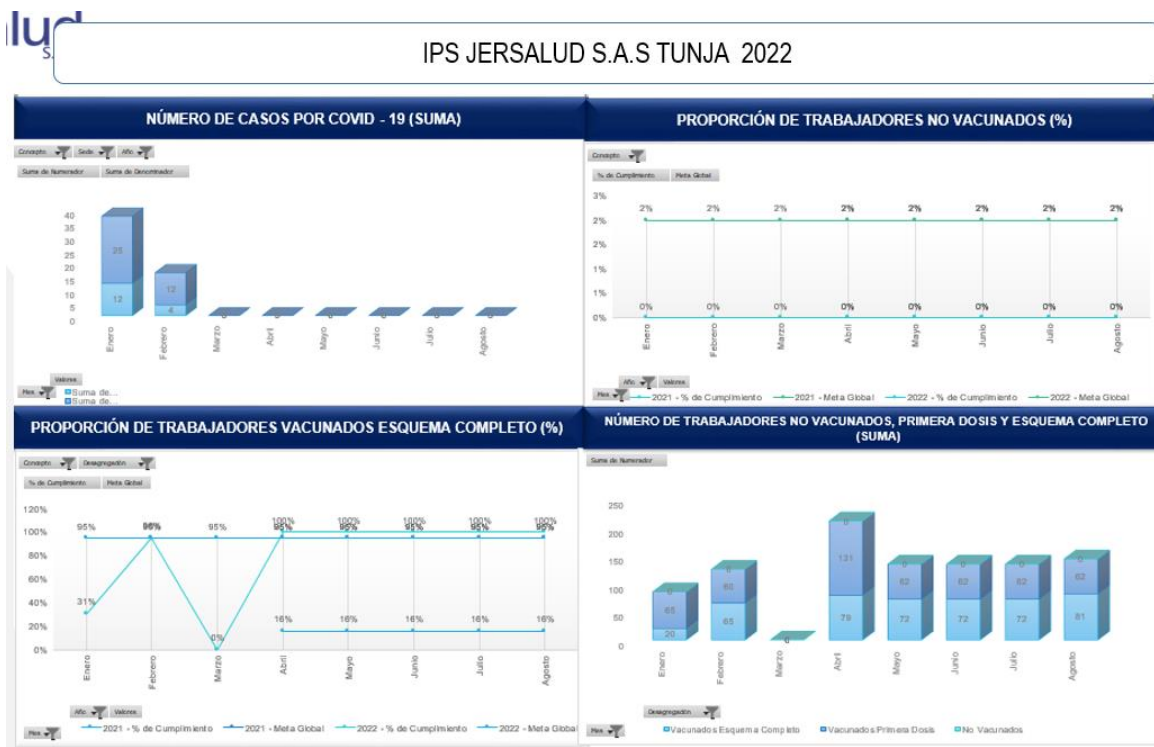 lud
S.
IPS JERSALUD S.A.S TUNJA 2022
NÚMERO DE CASOS POR COVID - 19 (SUMA)
Concepto Sede Año
Suma de Numerador Suma de Denominador
40
35
30
25
20
15
10
5
0
12
4
12
0 0 0 0 0 0
Enero Febrero Marzo Abril Mayo Junio Julio Agosto
Valores
Mes
Suma de...
Suma de...
PROPORCIÓN DE TRABAJADORES NO VACUNADOS (%)
Concepto
% de Cumplimiento Meta Global
3%
2%
2%
1%
1%
0%
2% 2% 2% 2% 2% 2% 2% 2%
0% 0% 0% 0% 0% 0% 0% 0%
Enero Febrero Marzo Abril Mayo Junio Julio Agosto
Año Valores
Mes
2021 - % de Cumplimiento 2021 - Meta Global 2022 - % de Cumplimiento 2022 - Meta Global
PROPORCIÓN DE TRABAJADORES VACUNADOS ESQUEMA COMPLETO (%)
Concepto Desagregación
% de Cumplimiento Meta Global
120%
100%
80%
60%
40%
20%
0%
100% 100% 100% 100% 100%
95% 95% 95% 95% 95% 95% 95%
31%
0%
16% 16% 16% 16% 16%
Enero Febrero Marzo Abril Mayo Junio Julio Agosto
Año Valores
Mes
2021 - % de Cumplimiento 2021 - Meta Global 2022 - % de Cumplimiento 2022 - Meta Global
NÚMERO DE TRABAJADORES NO VACUNADOS, PRIMERA DOSIS Y ESQUEMA COMPLETO
(SUMA)
Suma de Numerador
250
200
150
100
50
0
0 0 0 0 0 0 0 0
65 131 62 62 62 62
20 65 72 72 72 81
Enero Febrero Marzo Abril Mayo Junio Julio Agosto
Desagregación
Mes
Vacunados Esquema Completo Vacunados Primera Dosis No Vacunados